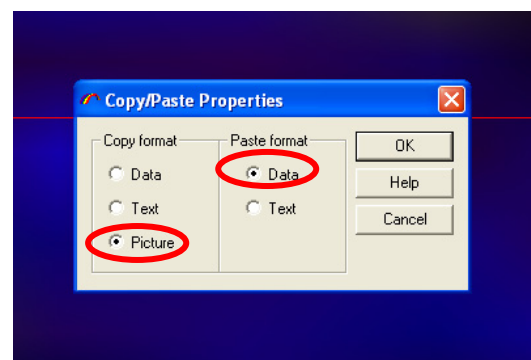 Copy/Paste Properties
Copy format
Paste format
OK
Data
Data
Help
Text
Text
Cancel
Picture